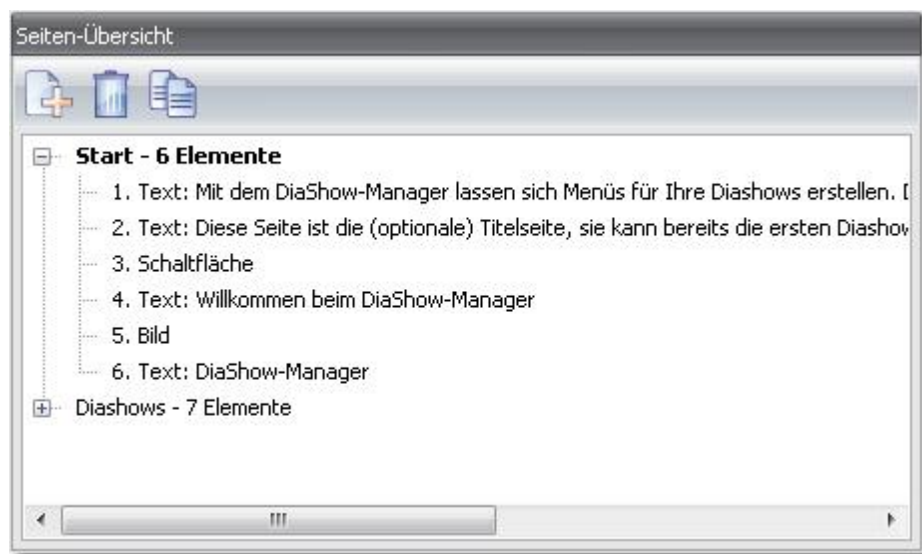 Seiten-Übersicht
Start - 6 Elemente
1. Text: Mit dem DiaShow-Manager lassen sich Menüs für Ihre Diashows erstellen.
2. Text: Diese Seite ist die (optionale) Titelseite, sie kann bereits die ersten
3. Schaltfläche
4. Text: Willkommen beim DiaShow-Manager
5. Bild
6. Text: DiaShow-Manager
Diashows - 7 Elemente